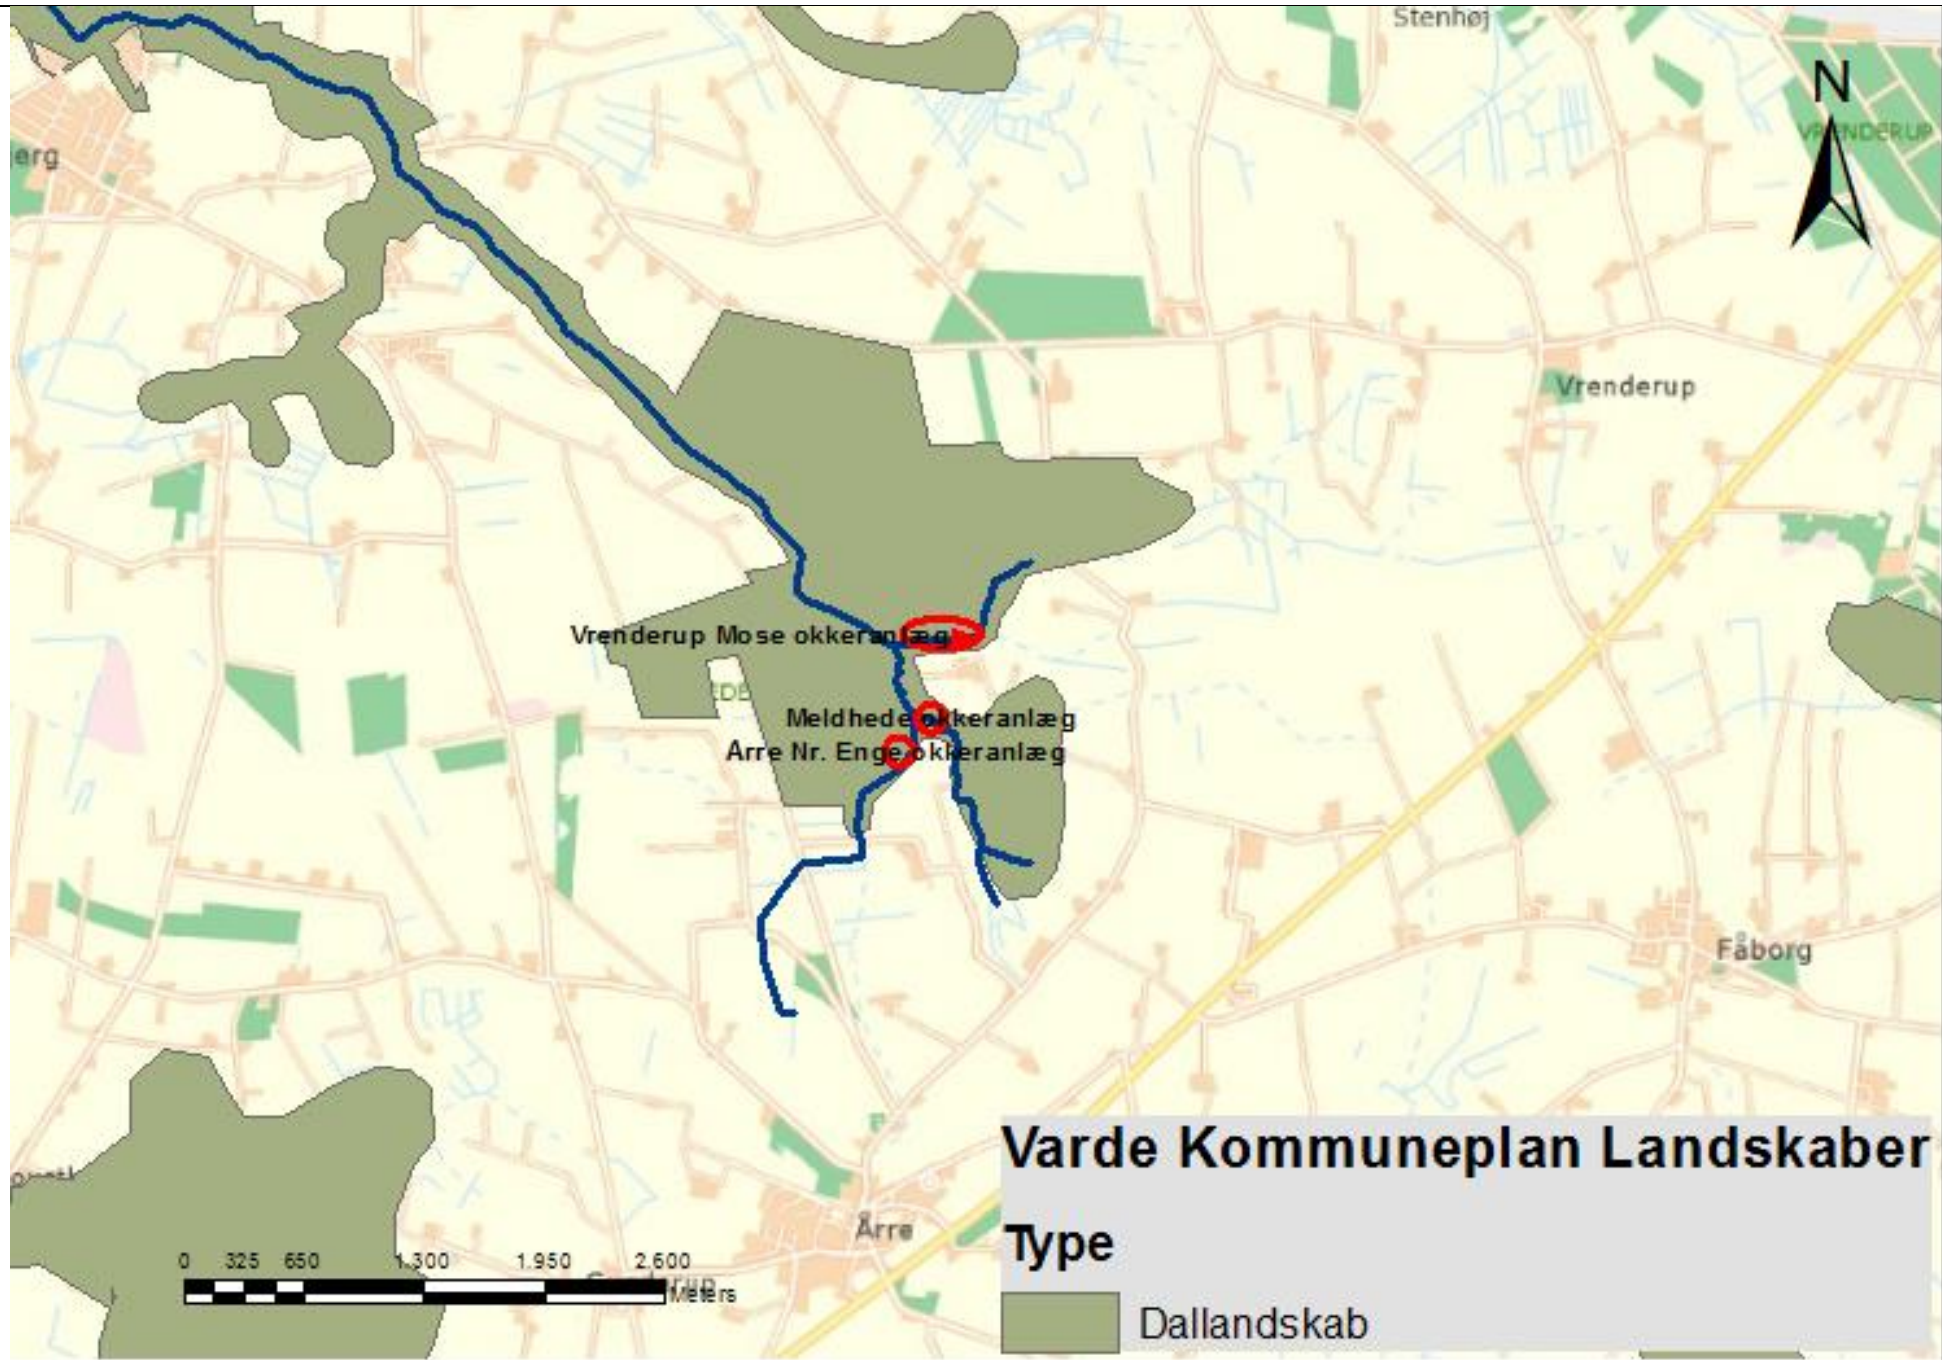 Stenhøj
N
VRENDERUP
erg
Vrenderup
Vrenderup Mose okkeranlæg
EDE
Meldhede okkeranlæg
Årre Nr. Enge okkeranlæg
Fåborg
Varde Kommuneplan Landskaber
Årre
Type
0 325 650 1.300 1.950 2.600
Meters
Dallandskab